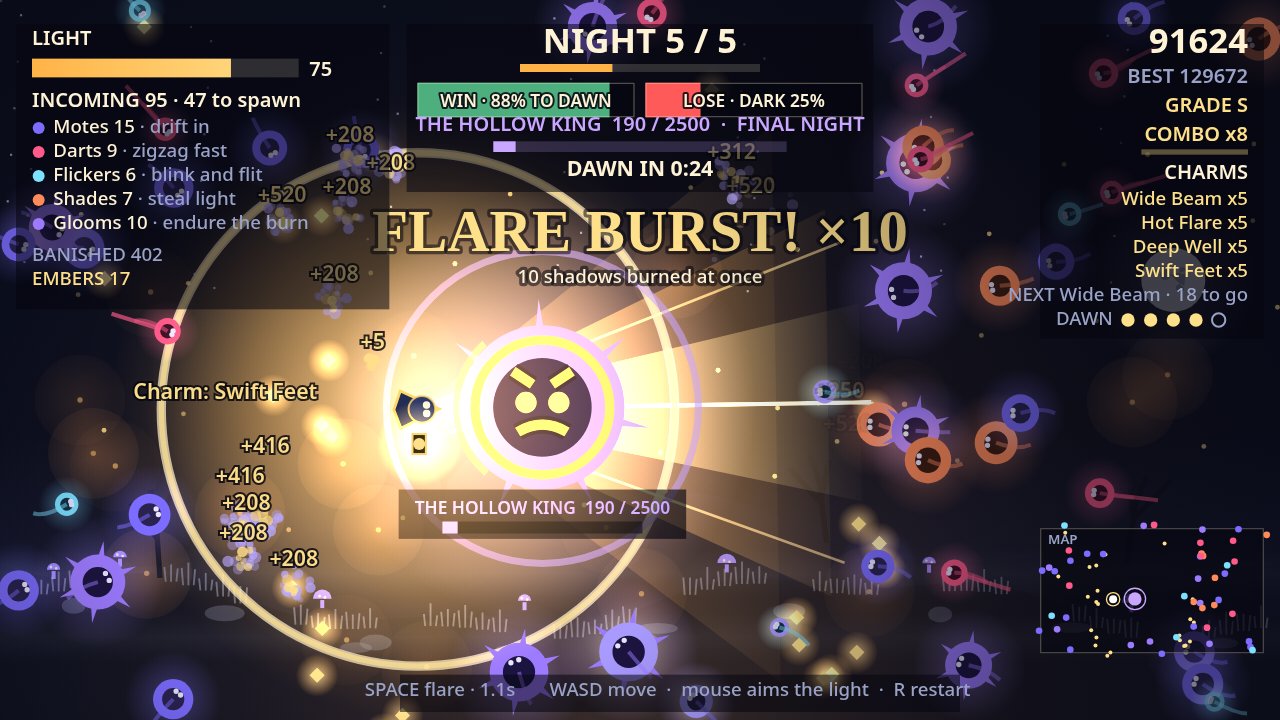 LIGHT
75
INCOMING 95 · 47 to spawn
Motes 15 · drift in
Darts 9 · zigzag fast
Flickers 6 · blink and flit
Shades 7 · steal light
Glooms 10 · endure the burn
BANISHED 402
EMBERS 17
NIGHT 5 / 5
WIN · 88% TO DAWN
LOSE · DARK 25%
THE HOLLOW KING 190 / 2500 · FINAL NIGHT
DAWN IN 0:24
91624
BEST 129672
GRADE S
COMBO x8
CHARMS
Wide Beam x5
Hot Flare x5
Deep Well x5
Swift Feet x5
NEXT Wide Beam · 18 to go
DAWN
+208
+208
+312
+208
+520
+520
FLARE BURST! ×10
10 shadows burned at once
+208
+5
Charm: Swift Feet
+416
+416
+208
+208
+208
THE HOLLOW KING 190 / 2500
MAP
SPACE flare · 1.1s
WASD move · mouse aims the light · R restart